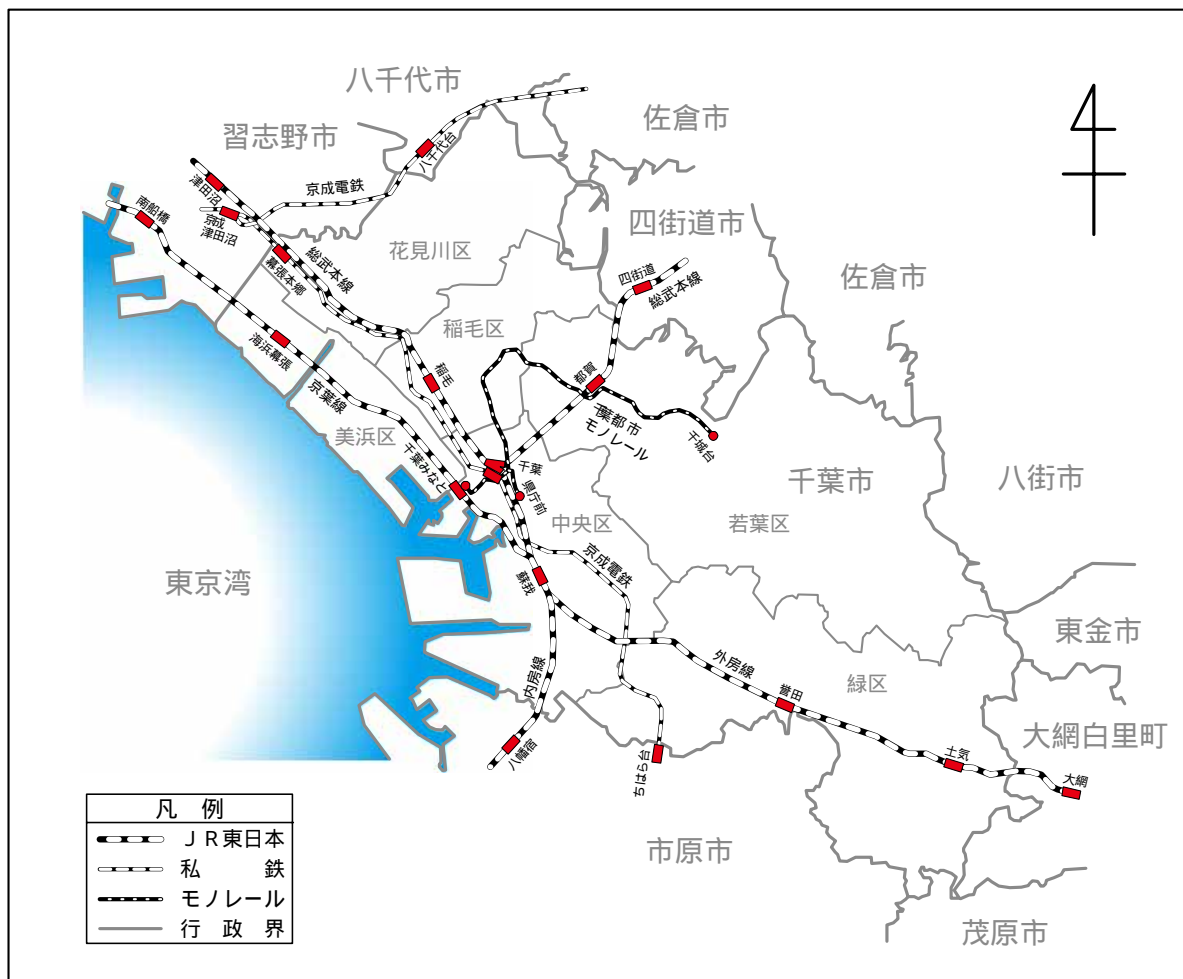 八千代市
佐倉市
習志野市
八千代台
津田沼
京成電鉄
南船橋
京成
津田沼
四街道市
花見川区
幕張本郷
総武本線
四街道
総武本線
佐倉市
稲毛区
海浜幕張
稲毛
都賀
京葉線
千葉都市
モノレール
美浜区
千城台
千葉みなと
千葉
県庁前
千葉市
八街市
中央区
若葉区
京成電鉄
東京湾
蘇我
東金市
外房線
内房線
誉田
緑区
大網白里町
八幡宿
ちはら台
土気
大網
凡例
JR東日本
私鉄
モノレール
行政界
市原市
茂原市